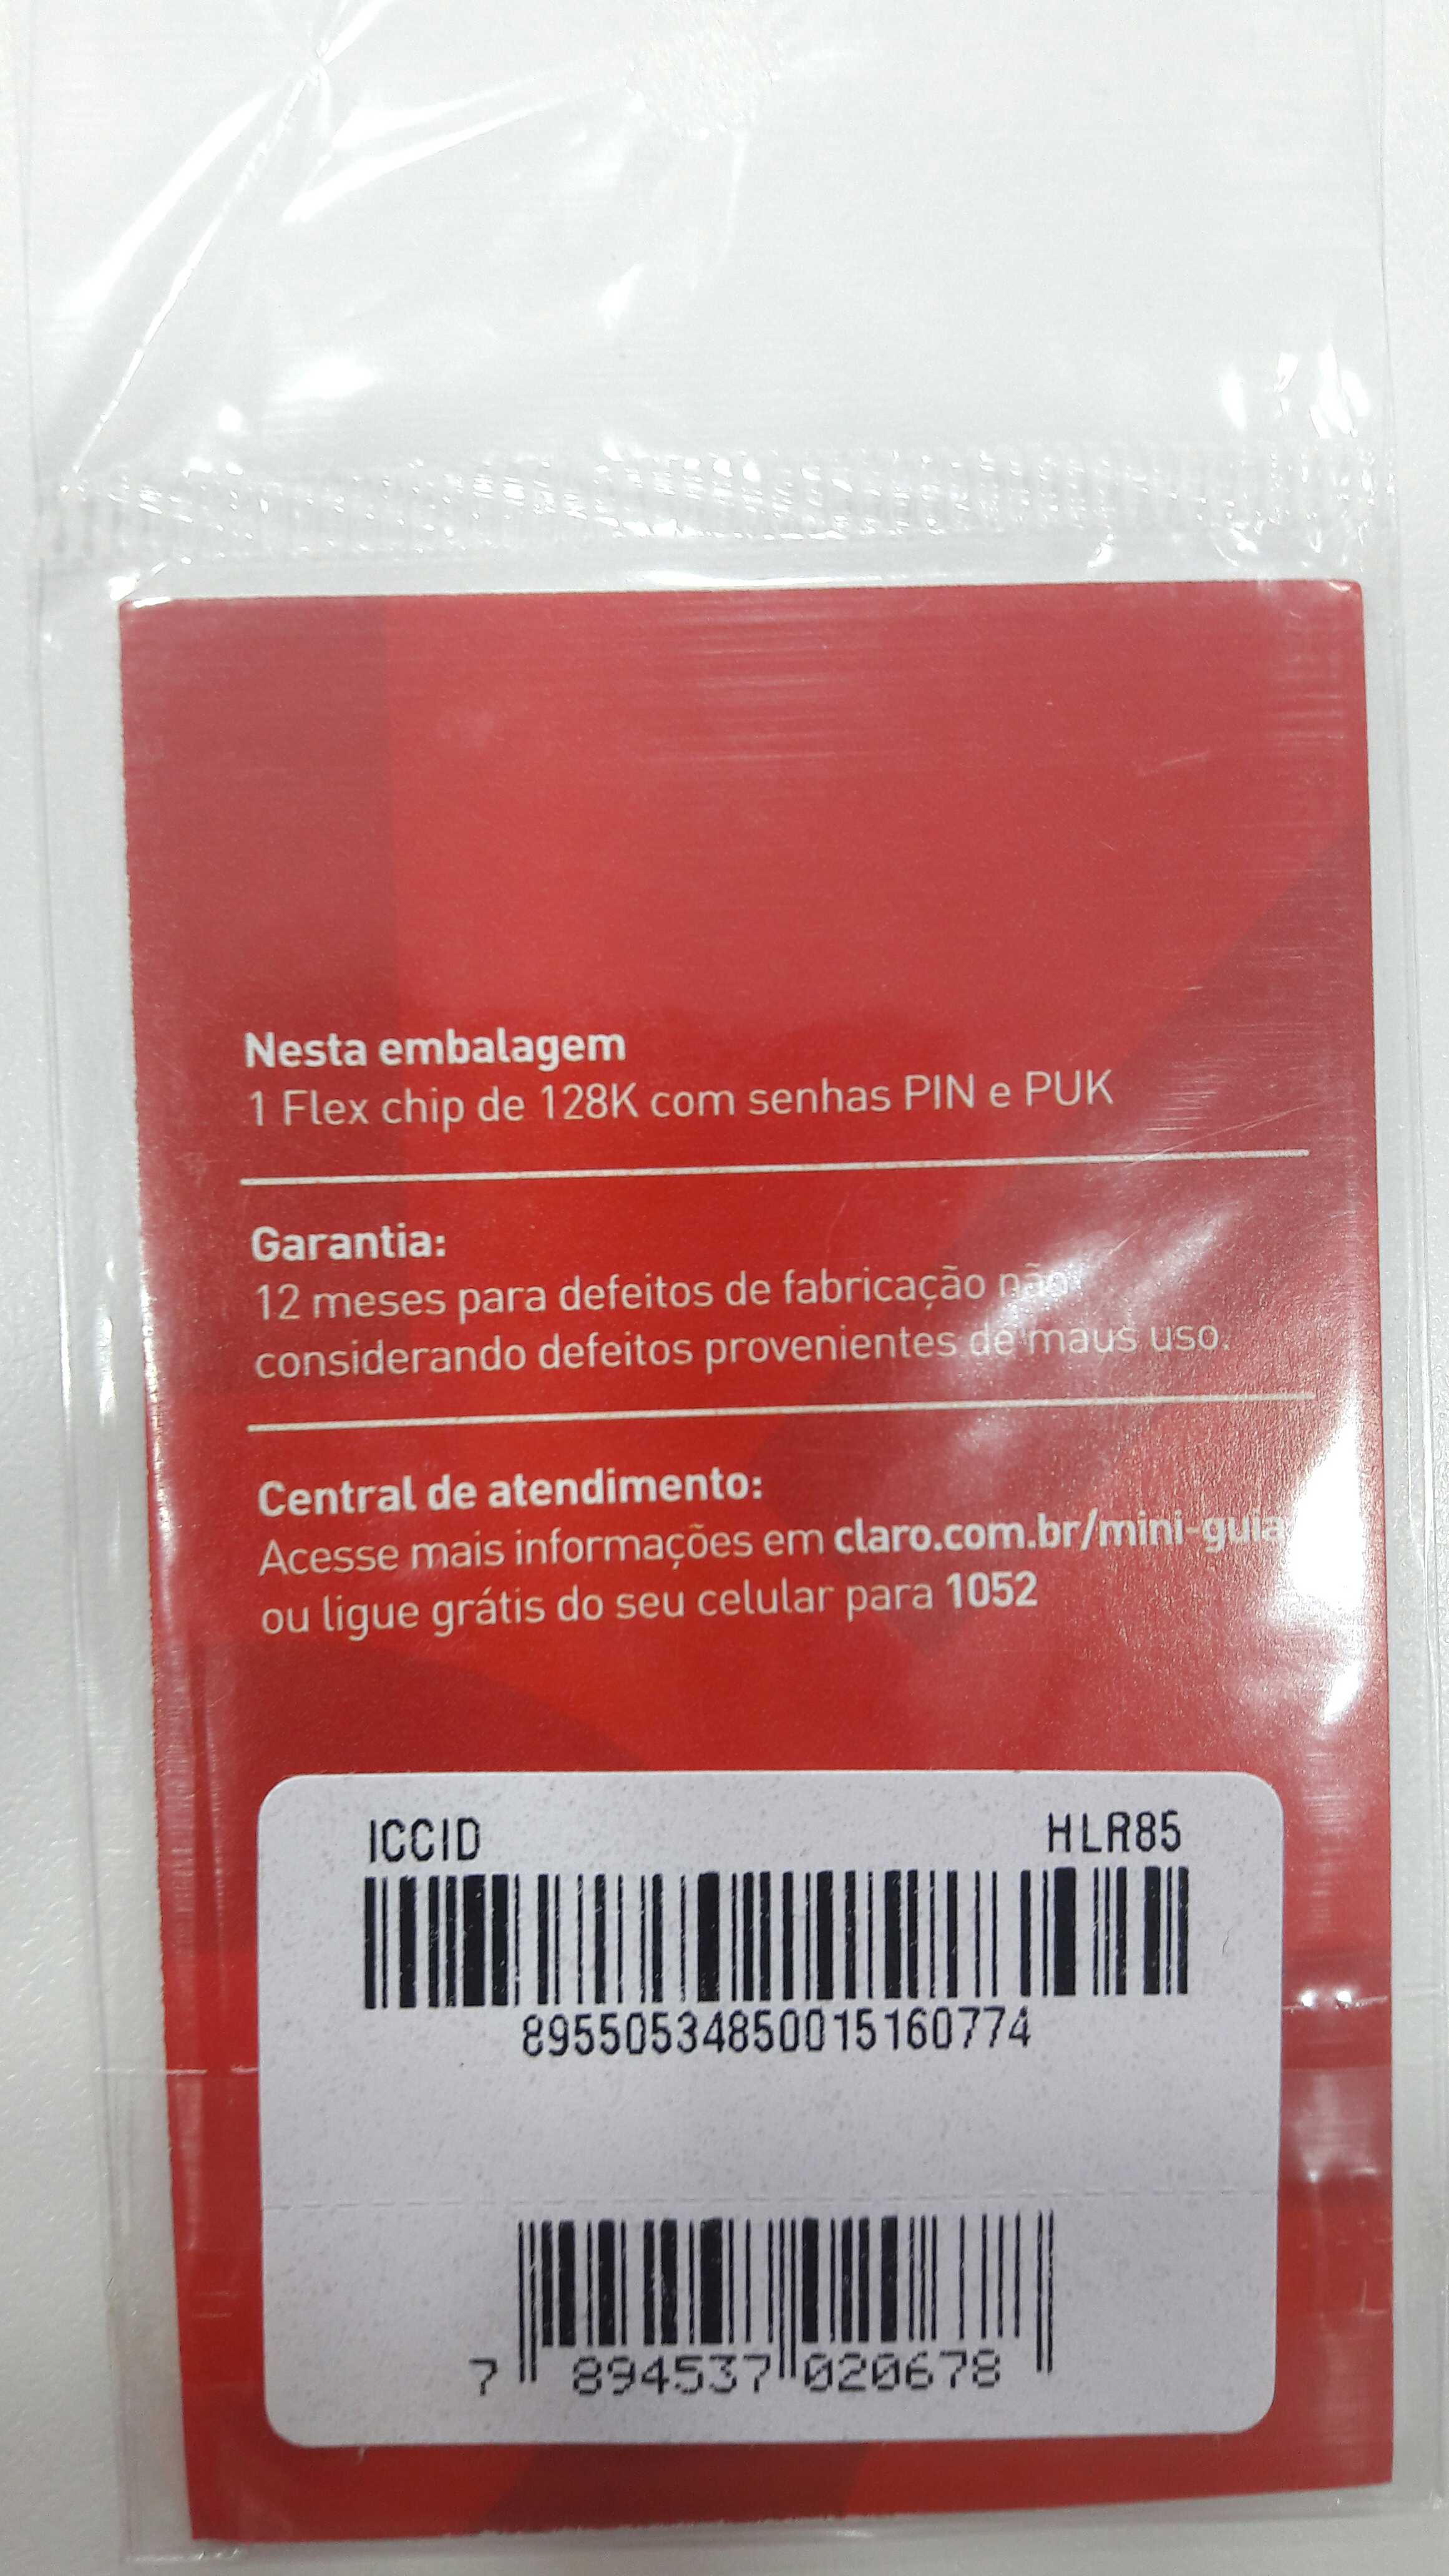 Nesta embalagem
1 Flex chip de 128K com senhas PIN e PUK
Garantia:
12 meses para defeitos de fabricação não
considerando defeitos provenientes de maus uso.
Central de atendimento:
Acesse mais informações em claro.com.br/mini-guia
ou ligue grátis do seu celular para 1052
ICCID HLR85
89550534850015160774
7 894537 020678